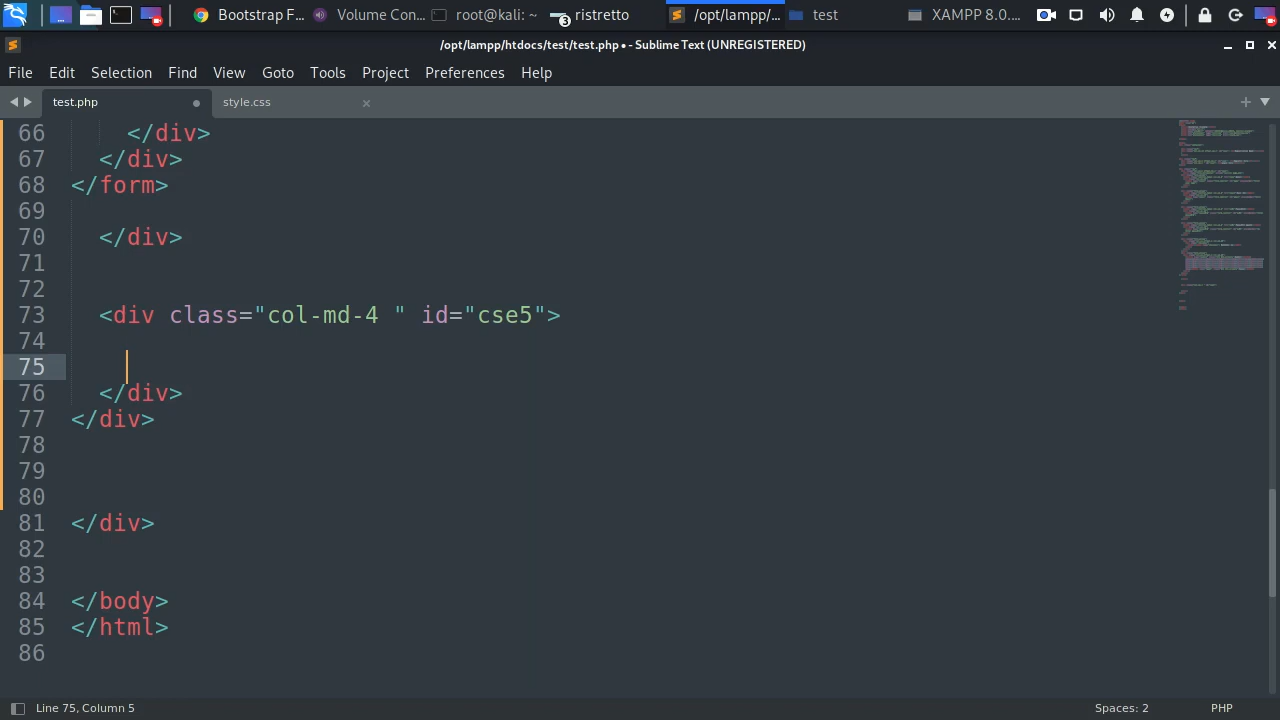 Bootstrap F... Volume Con... root@kali: ~ 3 ristretto /opt/lampp/... test XAMPP 8.0....
/opt/lampp/htdocs/test/test.php • - Sublime Text (UNREGISTERED)
File Edit Selection Find View Goto Tools Project Preferences Help
test.php style.css
66 </div>
67 </div>
68 </form>
69
70 </div>
71
72
73 <div class="col-md-4 " id="cse5">
74
75
76 </div>
77 </div>
78
79
80
81 </div>
82
83
84 </body>
85 </html>
86
Line 75, Column 5 Spaces: 2 PHP